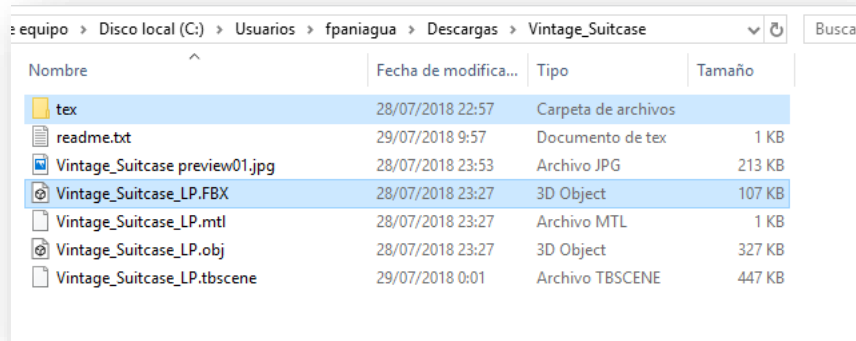 e equipo > Disco local (C:) > Usuarios > fpaniagua > Descargas > Vintage_Suitcase Busca
Nombre Fecha de modifica... Tipo Tamaño
tex 28/07/2018 22:57 Carpeta de archivos
readme.txt 29/07/2018 9:57 Documento de tex 1 KB
Vintage_Suitcase preview01.jpg 28/07/2018 23:53 Archivo JPG 213 KB
Vintage_Suitcase_LP.FBX 28/07/2018 23:27 3D Object 107 KB
Vintage_Suitcase_LP.mtl 28/07/2018 23:27 Archivo MTL 1 KB
Vintage_Suitcase_LP.obj 28/07/2018 23:27 3D Object 327 KB
Vintage_Suitcase_LP.tbscene 29/07/2018 0:01 Archivo TBSCENE 447 KB